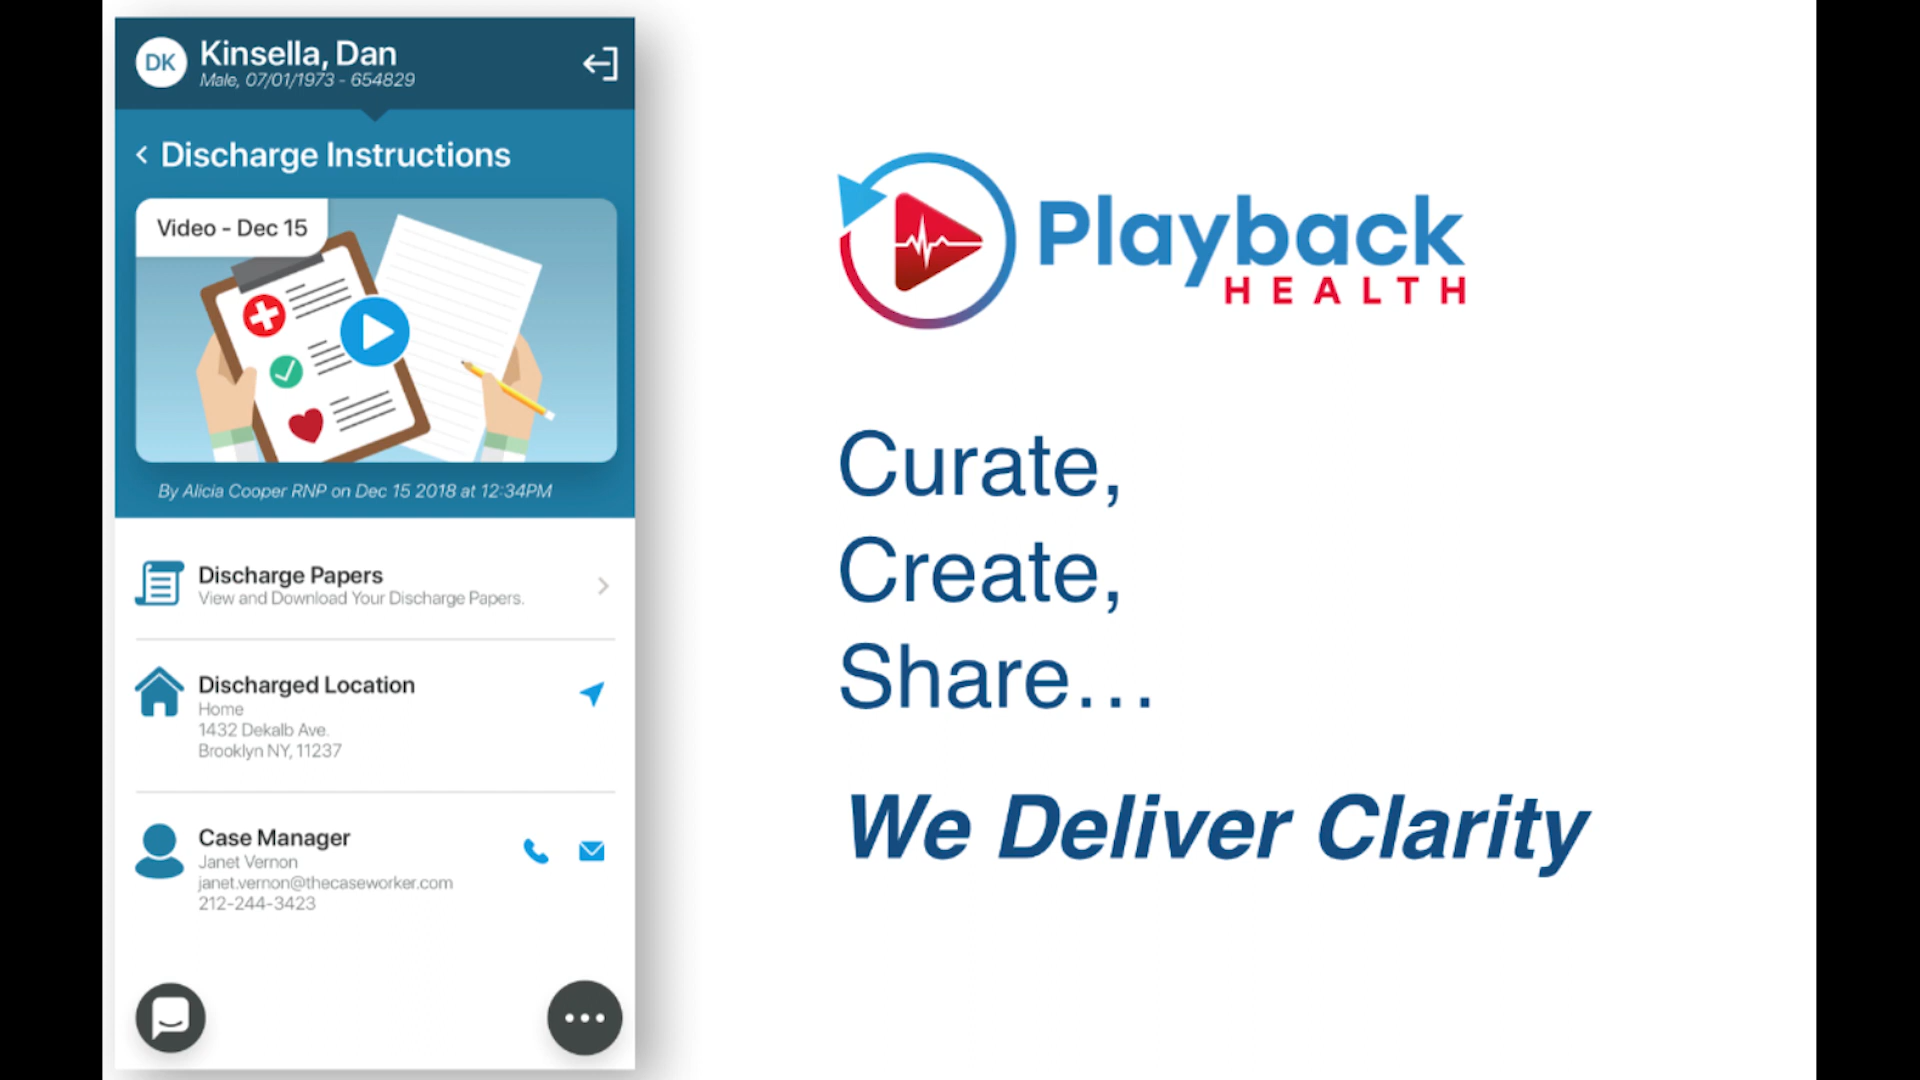 DK
Kinsella, Dan
Male, 07/01/1973 - 654829
Discharge Instructions
Video - Dec 15
By Alicia Cooper RNP on Dec 15 2018 at 12:34PM
Discharge Papers
View and Download Your Discharge Papers.
Discharged Location
Home
1432 Dekalb Ave.
Brooklyn NY, 11237
Case Manager
Janet Vernon
janet.vernon@thecaseworker.com
212-244-3423
Playback
HEALTH
Curate,
Create,
Share...
We Deliver Clarity